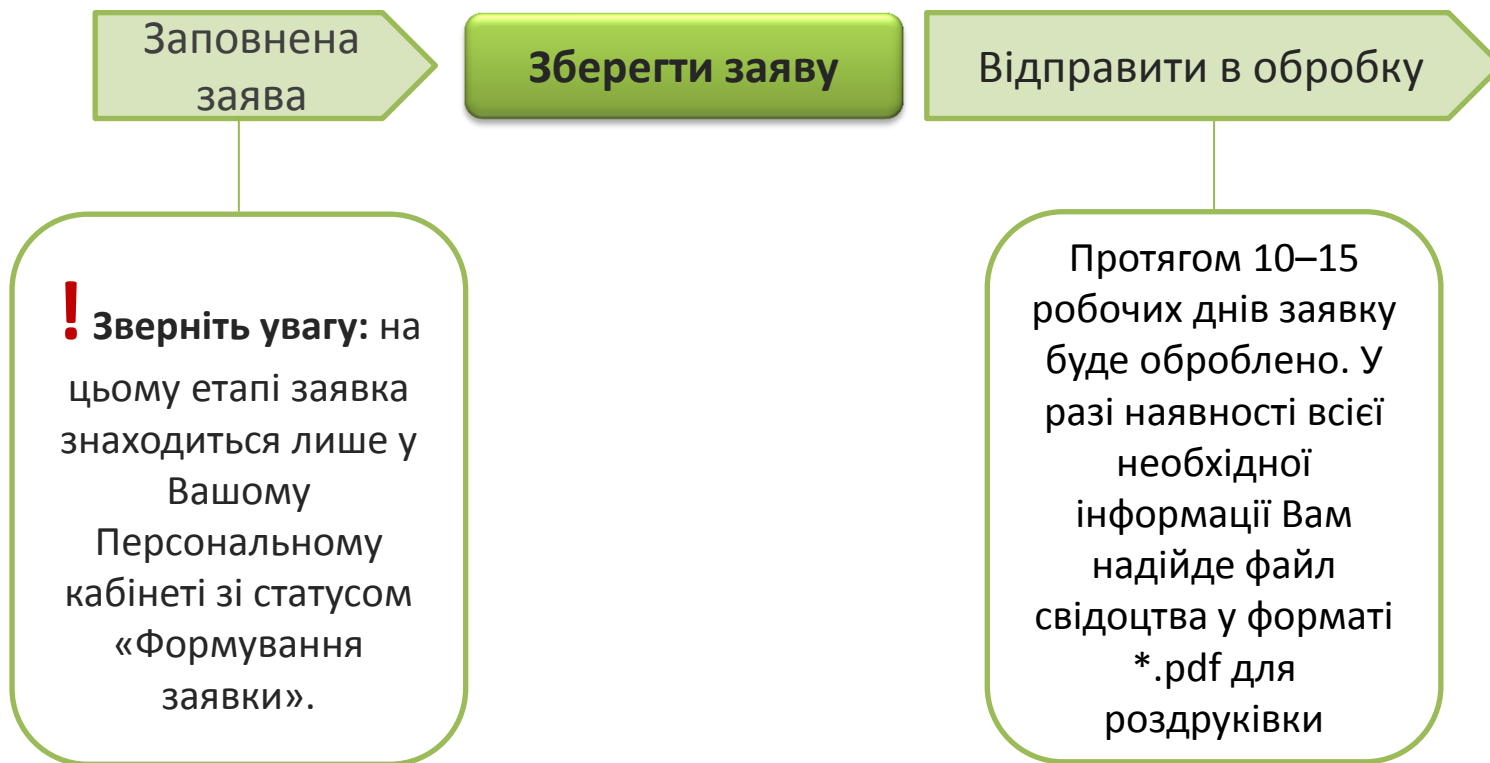 Заповнена
заява
Зберегти заяву
Відправити в обробку
! Зверніть увагу: на
цьому етапі заявка
знаходиться лише у
Вашому
Персональному
кабінеті зі статусом
«Формування
заявки».
Протягом 10–15
робочих днів заявку
буде оброблено. У
разі наявності всієї
необхідної
інформації Вам
надійде файл
свідоцтва у форматі
*.pdf для
роздруківки